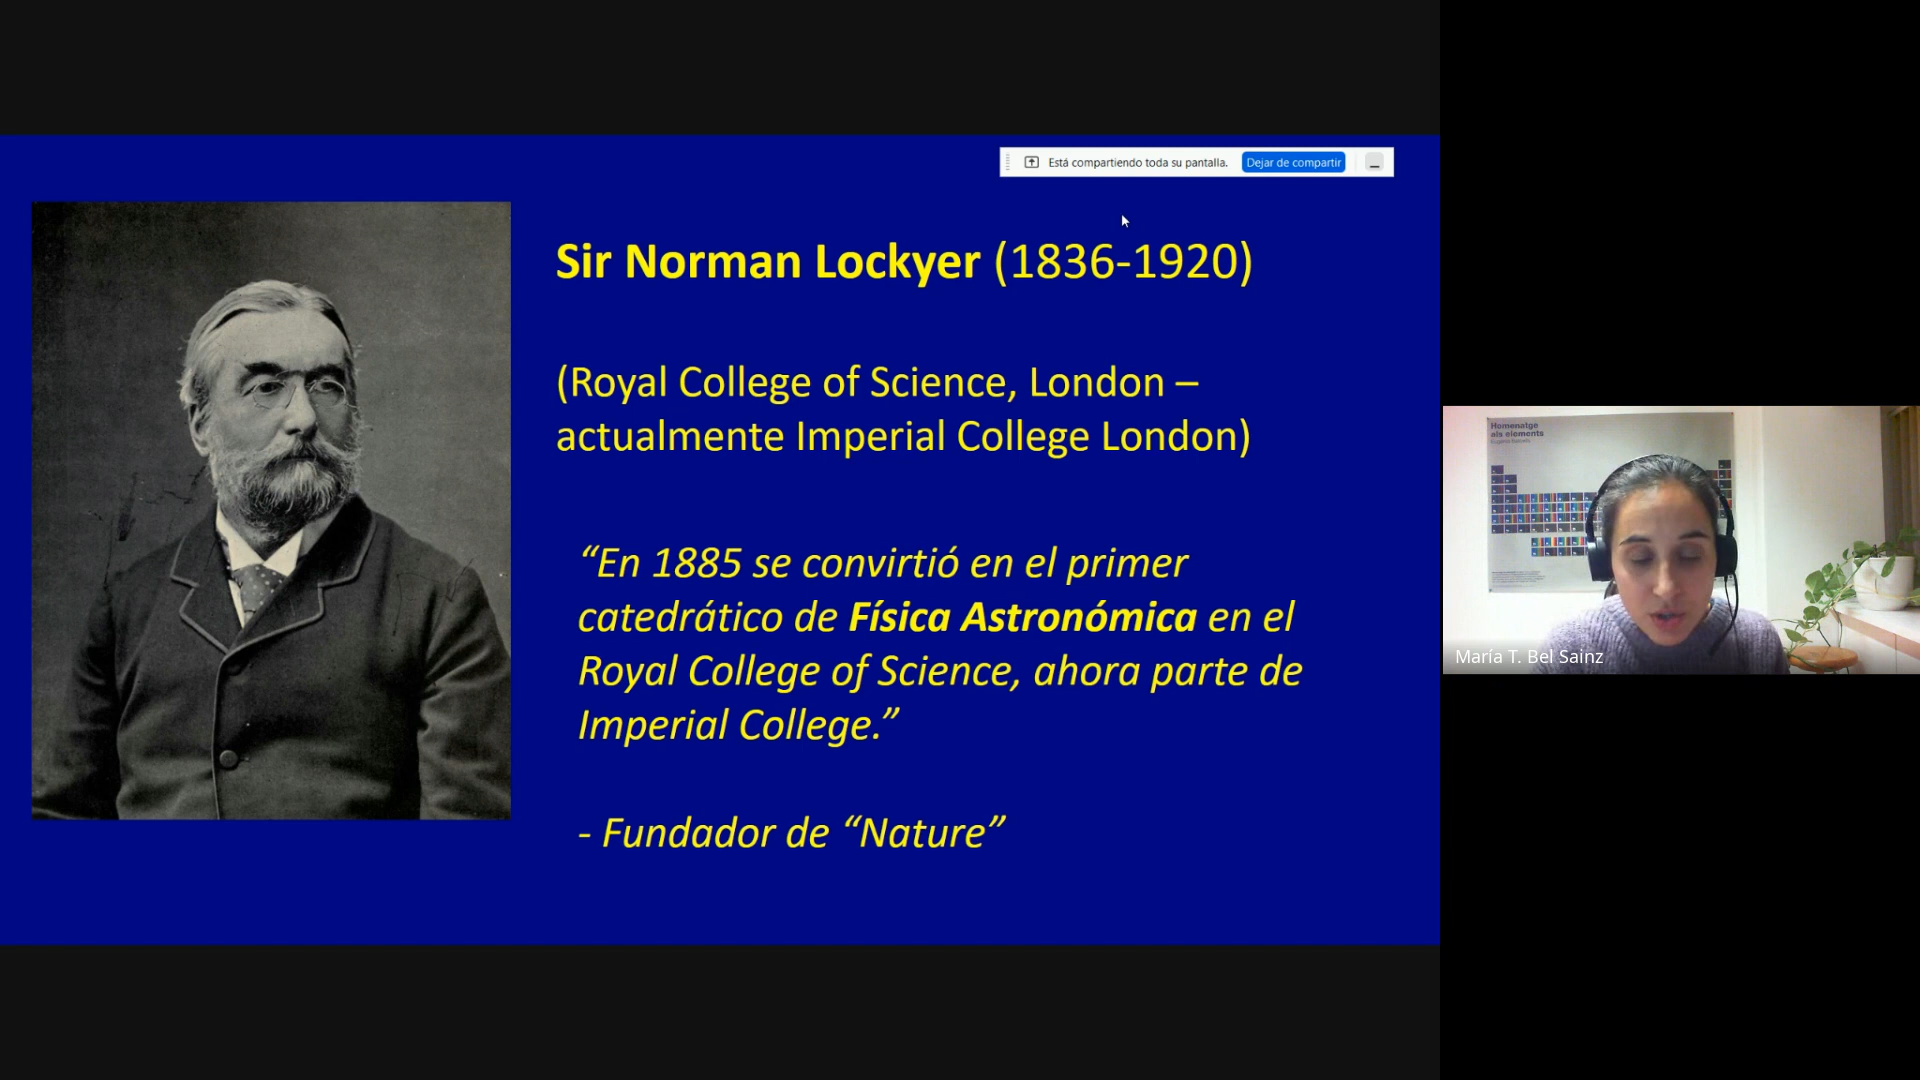 Está compartiendo toda su pantalla.
Dejar de compartir
Sir Norman Lockyer (1836-1920)
(Royal College of Science, London –
actualmente Imperial College London)
“En 1885 se convirtió en el primer
catedrático de Física Astronómica en el
Royal College of Science, ahora parte de
Imperial College.”
- Fundador de “Nature”
Homenatge
als elements
María T. Bel Sainz